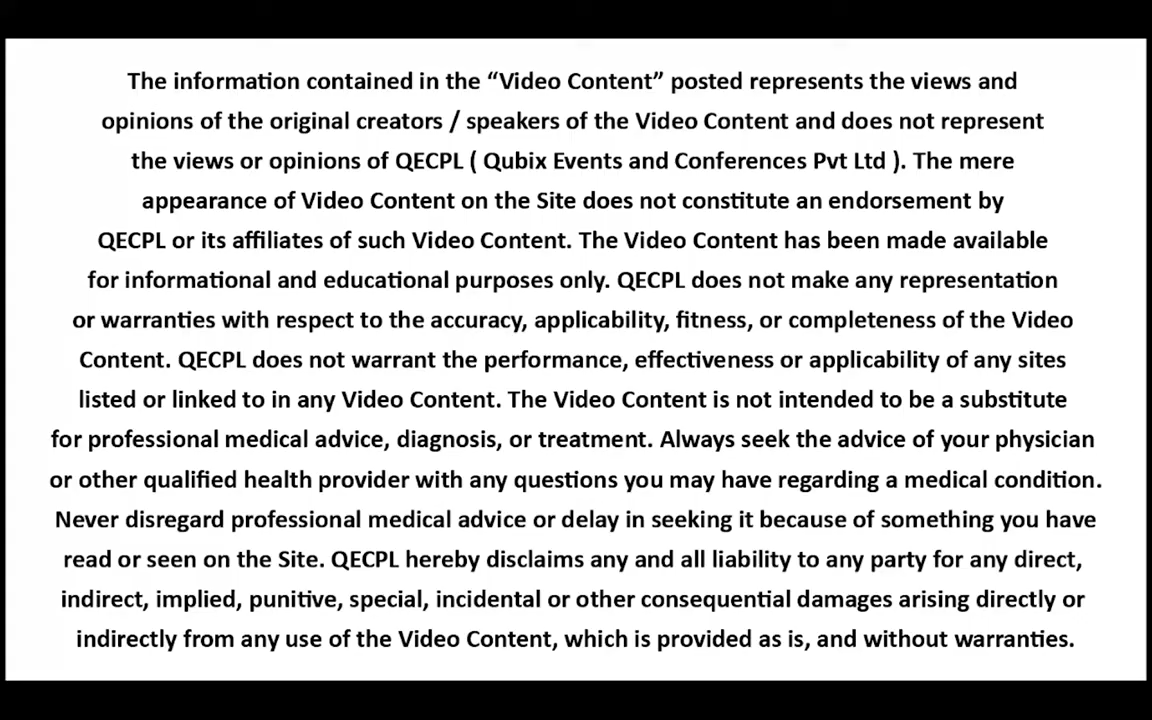 The information contained in the “Video Content” posted represents the views and
opinions of the original creators / speakers of the Video Content and does not represent
the views or opinions of QECPL ( Qubix Events and Conferences Pvt Ltd ). The mere
appearance of Video Content on the Site does not constitute an endorsement by
QECPL or its affiliates of such Video Content. The Video Content has been made available
for informational and educational purposes only. QECPL does not make any representation
or warranties with respect to the accuracy, applicability, fitness, or completeness of the Video
Content. QECPL does not warrant the performance, effectiveness or applicability of any sites
listed or linked to in any Video Content. The Video Content is not intended to be a substitute
for professional medical advice, diagnosis, or treatment. Always seek the advice of your physician
or other qualified health provider with any questions you may have regarding a medical condition.
Never disregard professional medical advice or delay in seeking it because of something you have
read or seen on the Site. QECPL hereby disclaims any and all liability to any party for any direct,
indirect, implied, punitive, special, incidental or other consequential damages arising directly or
indirectly from any use of the Video Content, which is provided as is, and without warranties.